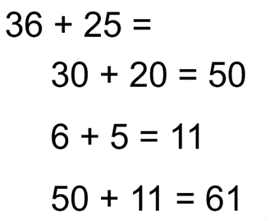 36 + 25 =
30 + 20 = 50
6 + 5 = 11
50 + 11 = 61